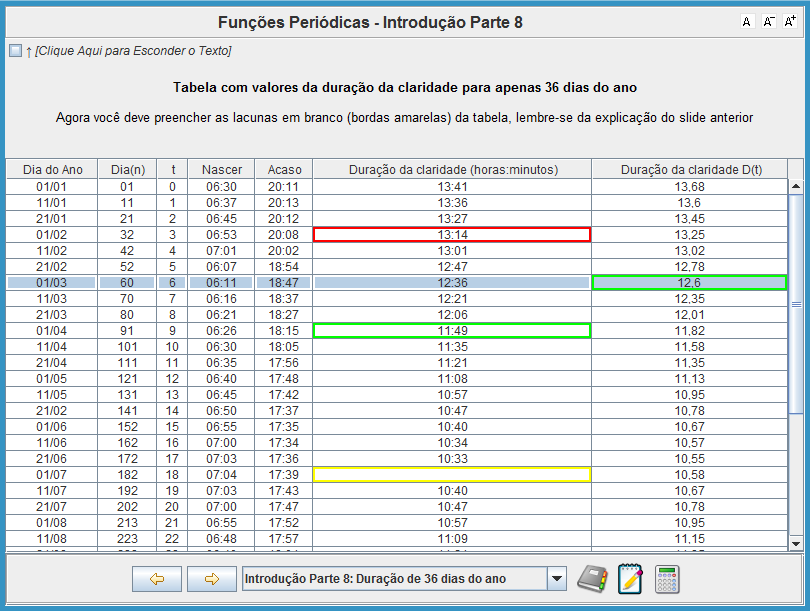 Funções Periódicas - Introdução Parte 8
A A- A+
↑ [Clique Aqui para Esconder o Texto]
Tabela com valores da duração da claridade para apenas 36 dias do ano
Agora você deve preencher as lacunas em branco (bordas amarelas) da tabela, lembre-se da explicação do slide anterior
Dia do Ano Dia(n) t Nascer Acaso Duração da claridade (horas:minutos) Duração da claridade D(t)
01/01 01 0 06:30 20:11 13:41 13,68
11/01 11 1 06:37 20:13 13:36 13,6
21/01 21 2 06:45 20:12 13:27 13,45
01/02 32 3 06:53 20:08 13:14 13,25
11/02 42 4 07:01 20:02 13:01 13,02
21/02 52 5 06:07 18:54 12:47 12,78
01/03 60 6 06:11 18:47 12:36 12,6
11/03 70 7 06:16 18:37 12:21 12,35
21/03 80 8 06:21 18:27 12:06 12,01
01/04 91 9 06:26 18:15 11:49 11,82
11/04 101 10 06:30 18:05 11:35 11,58
21/04 111 11 06:35 17:56 11:21 11,35
01/05 121 12 06:40 17:48 11:08 11,13
11/05 131 13 06:45 17:42 10:57 10,95
21/02 141 14 06:50 17:37 10:47 10,78
01/06 152 15 06:55 17:35 10:40 10,67
11/06 162 16 07:00 17:34 10:34 10,57
21/06 172 17 07:03 17:36 10:33 10,55
01/07 182 18 07:04 17:39 10,58
11/07 192 19 07:03 17:43 10:40 10,67
21/07 202 20 07:00 17:47 10:47 10,78
01/08 213 21 06:55 17:52 10:57 10,95
11/08 223 22 06:48 17:57 11:09 11,15
Introdução Parte 8: Duração de 36 dias do ano